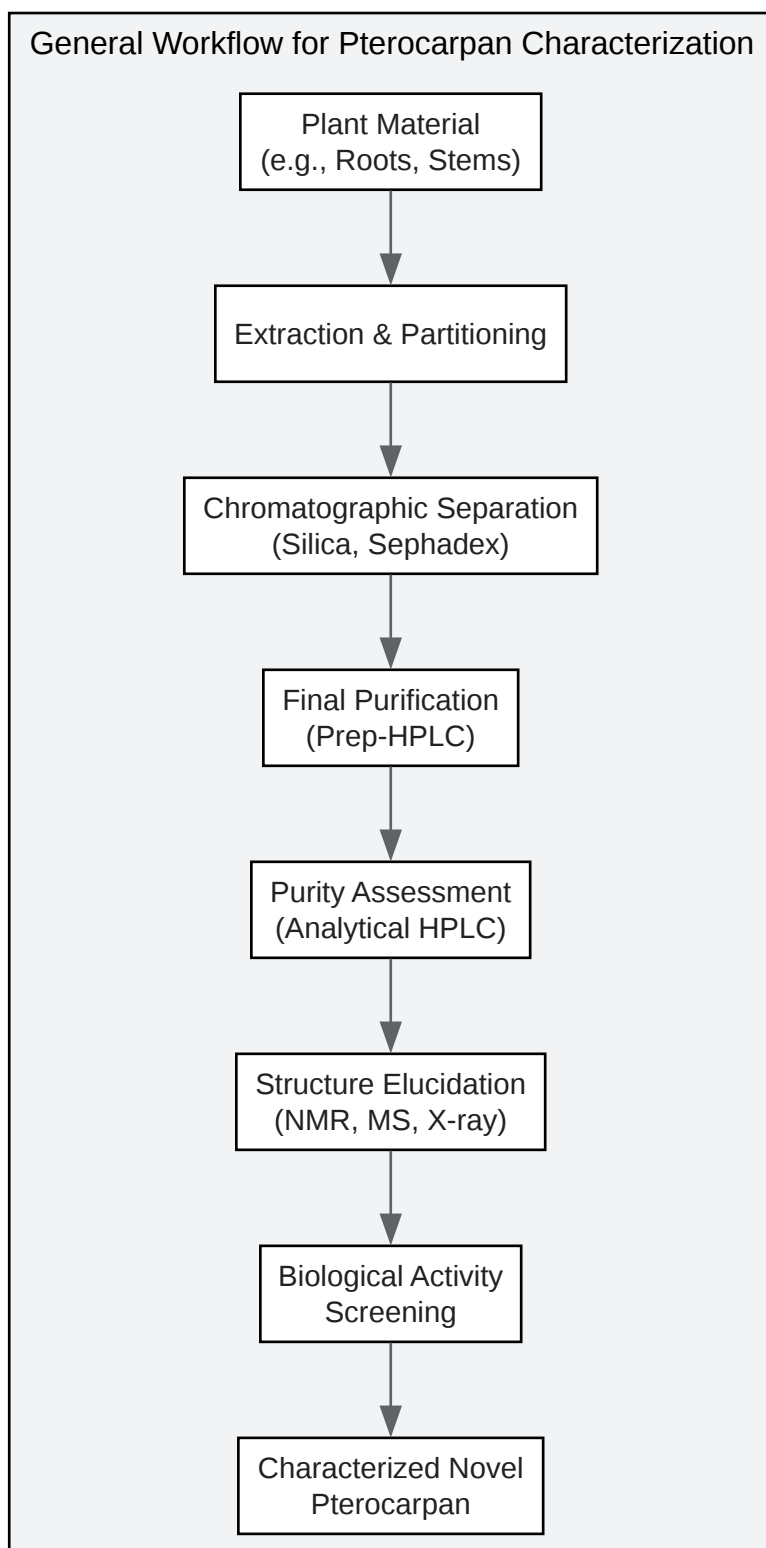 General Workflow for Pterocarpan Characterization
Plant Material
(e.g., Roots, Stems)
Extraction & Partitioning
Chromatographic Separation
(Silica, Sephadex)
Final Purification
(Prep-HPLC)
Purity Assessment
(Analytical HPLC)
Structure Elucidation
(NMR, MS, X-ray)
Biological Activity
Screening
Characterized Novel
Pterocarpan